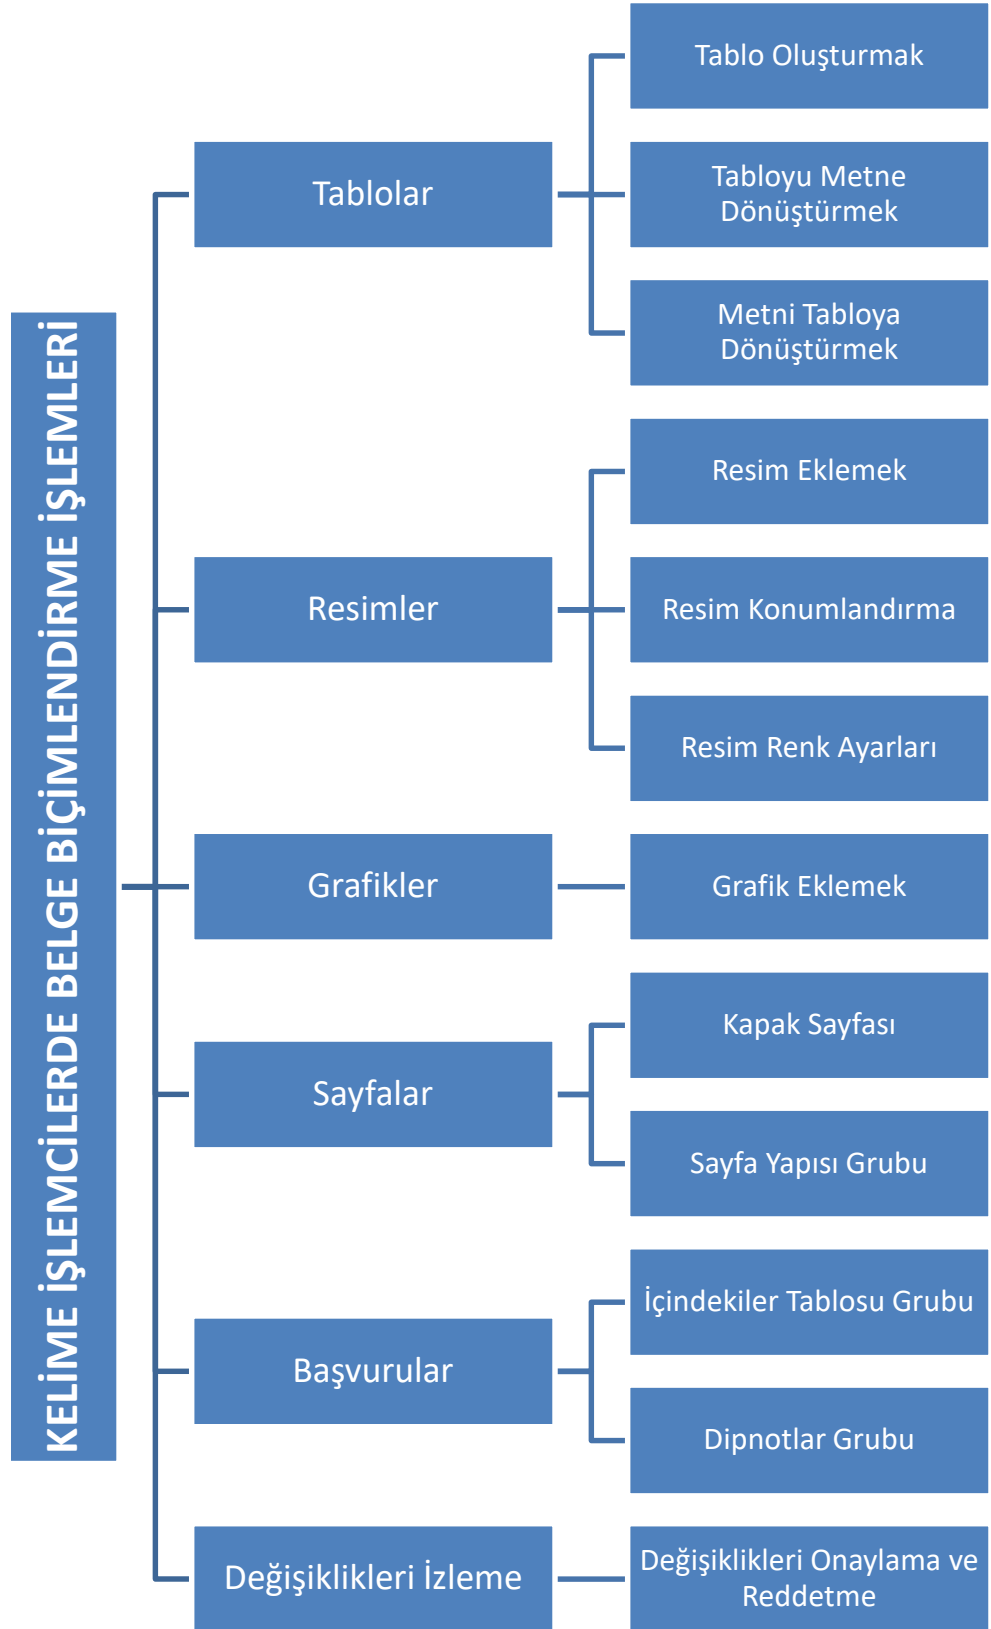 KELİME İŞLEMCİLERDE BELGE BİÇİMLENDİRME İŞLEMLERİ
Tablolar
Tablo Oluşturmak
Tabloyu Metne
Dönüştürmek
Metni Tabloya
Dönüştürmek
Resimler
Resim Eklemek
Resim Konumlandırma
Resim Renk Ayarları
Grafikler
Grafik Eklemek
Sayfalar
Kapak Sayfası
Sayfa Yapısı Grubu
Başvurular
İçindekiler Tablosu Grubu
Dipnotlar Grubu
Değişiklikleri İzleme
Değişiklikleri Onaylama ve
Reddetme